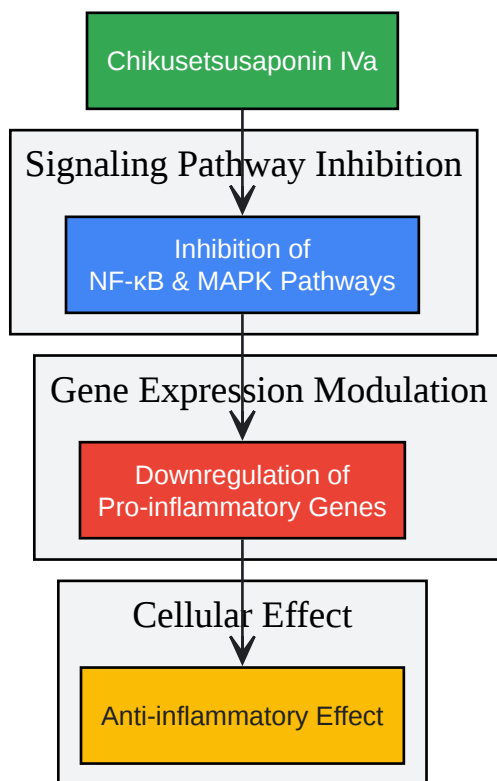 Chikusetsusaponin IVa
Signaling Pathway Inhibition
Inhibition of
NF-κB & MAPK Pathways
Gene Expression Modulation
Downregulation of
Pro-inflammatory Genes
Cellular Effect
Anti-inflammatory Effect